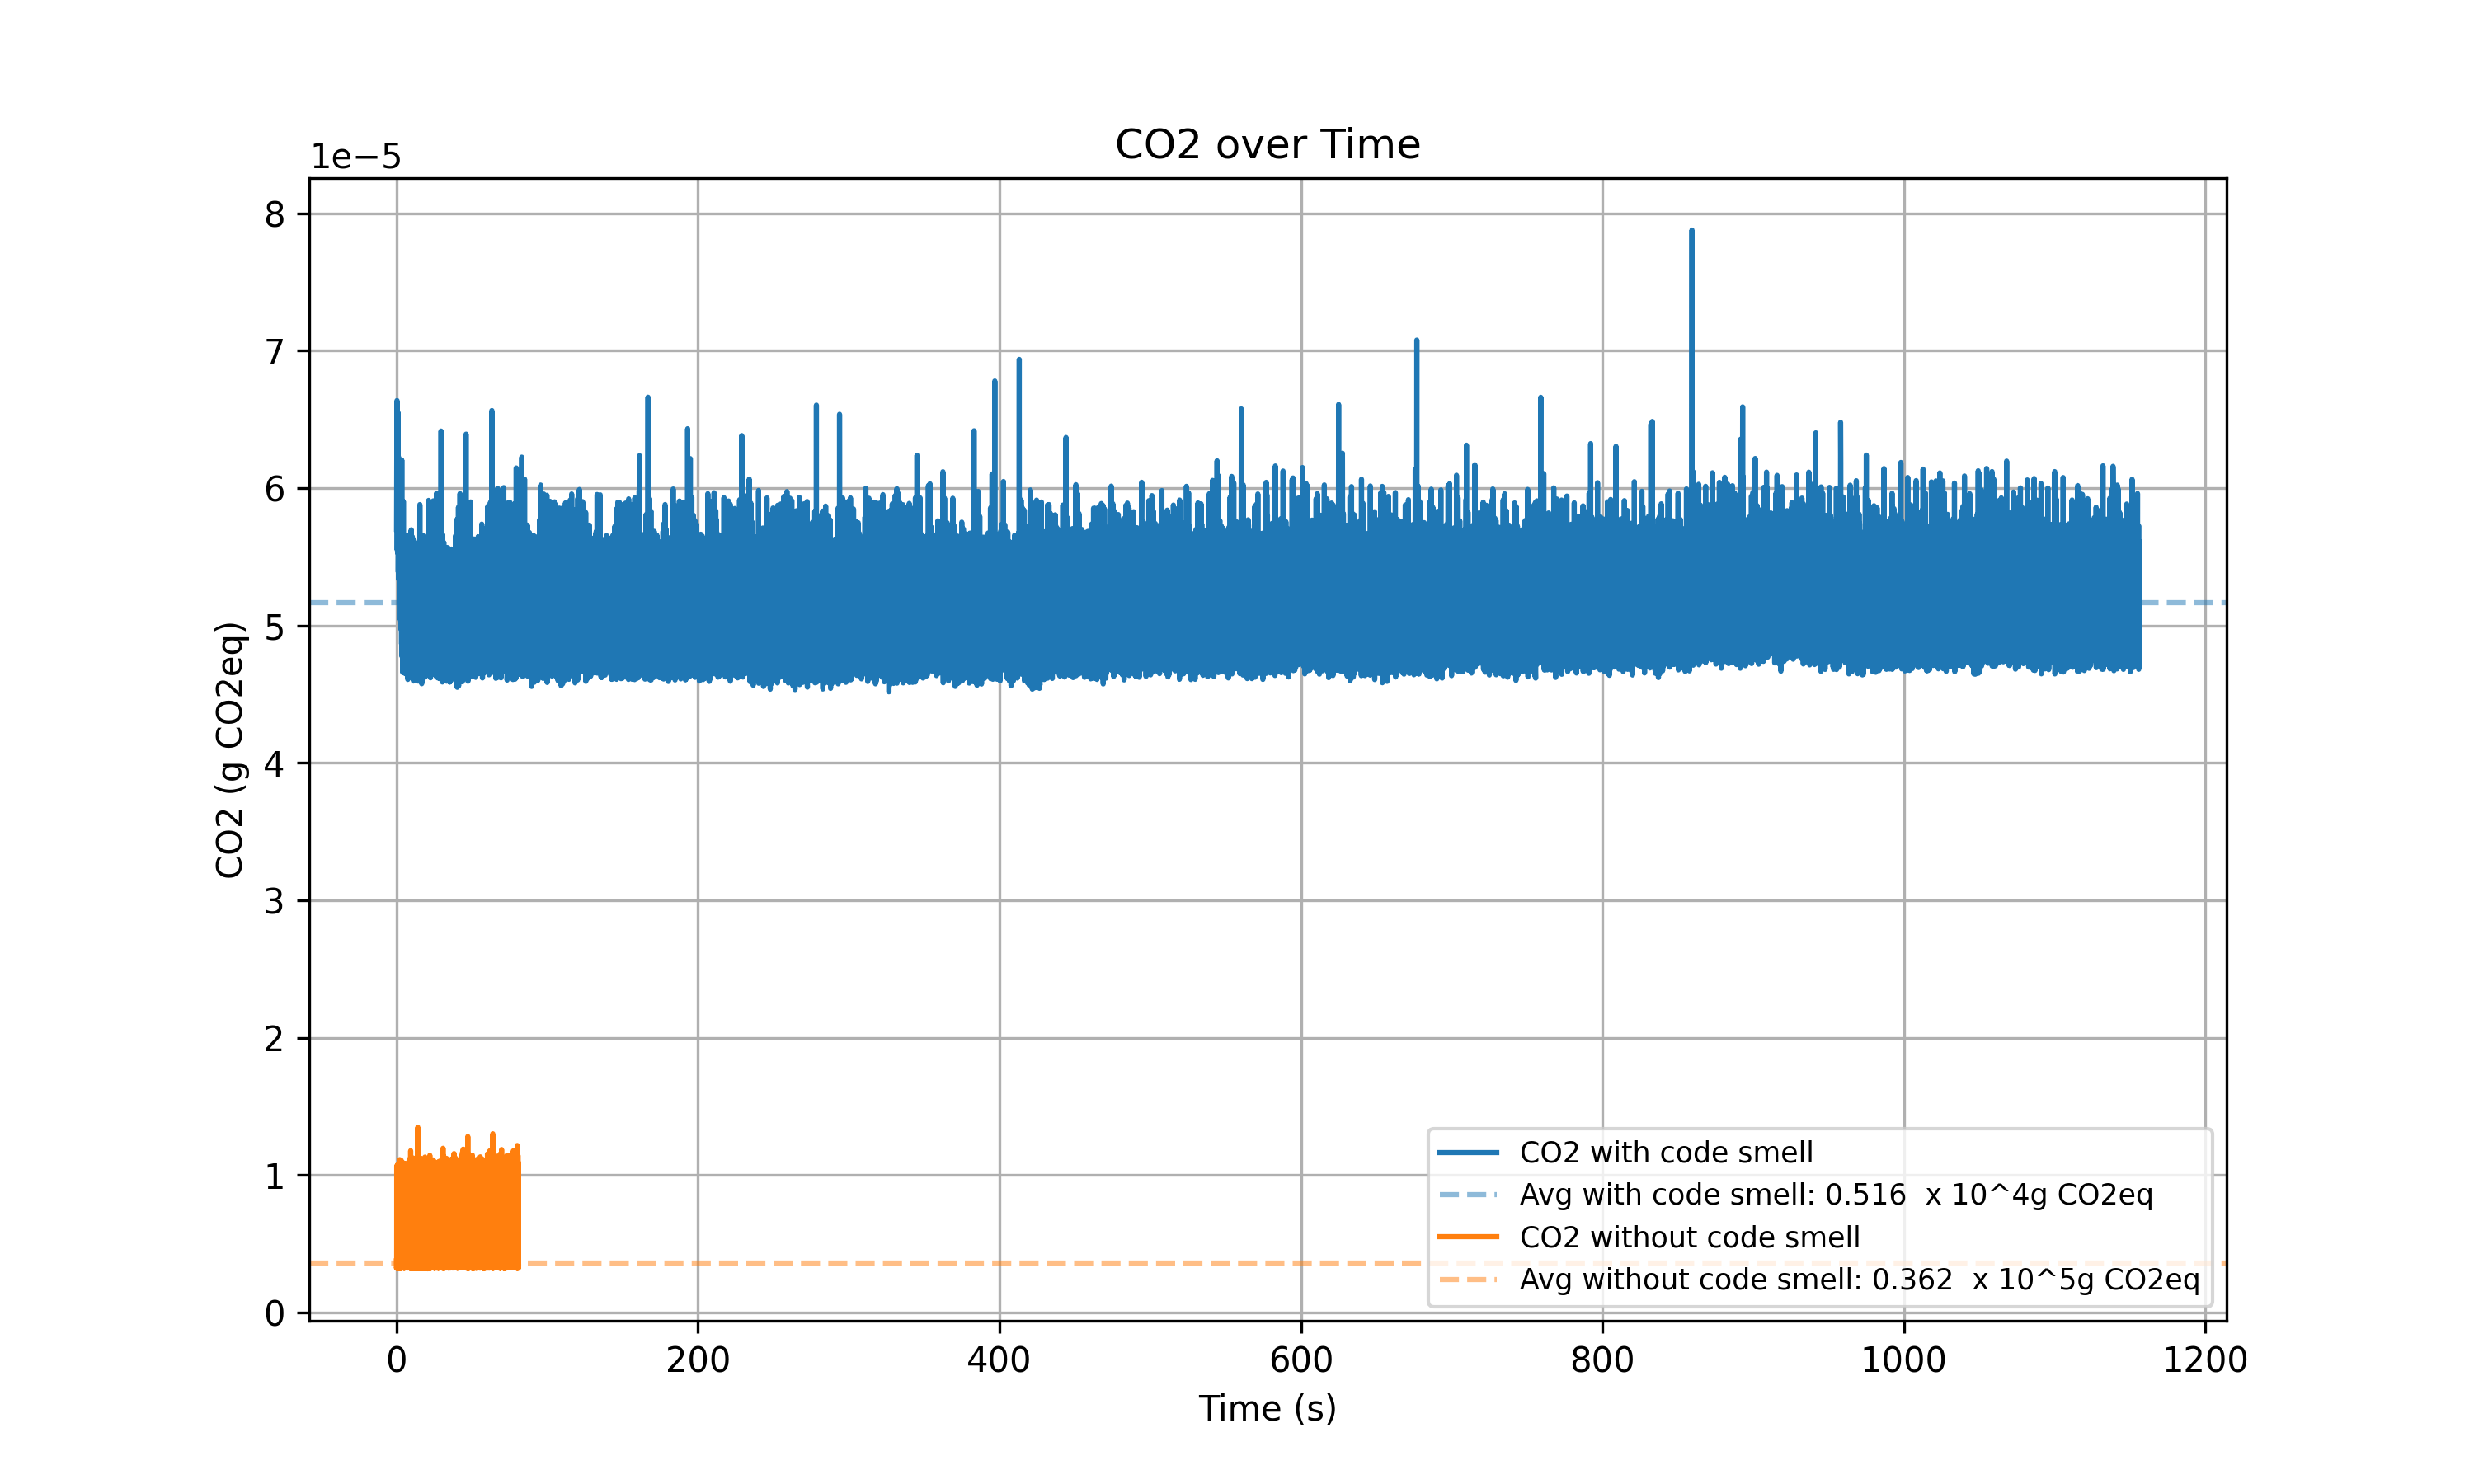 CO2 over Time
1e−5
8
7
6
5
4
3
2
1
0
CO2 (g CO2eq)
CO2 with code smell
Avg with code smell: 0.516  x 10^4g CO2eq
CO2 without code smell
Avg without code smell: 0.362  x 10^5g CO2eq
0 200 400 600 800 1000 1200
Time (s)